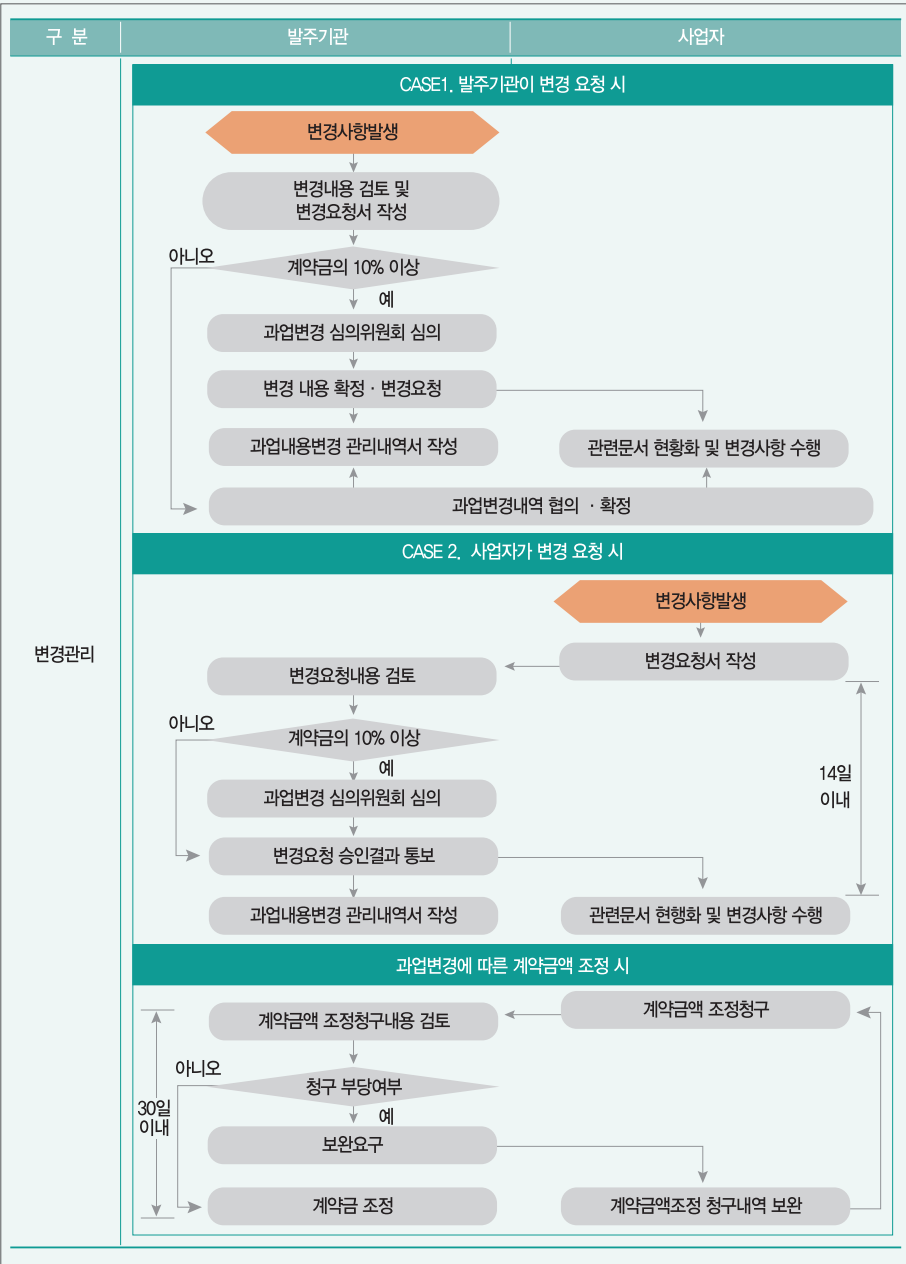 구 분
발주기관
사업자
변경관리
CASE1. 발주기관이 변경 요청 시
변경사항발생
변경내용 검토 및
변경요청서 작성
아니오
계약금의 10% 이상
예
과업변경 심의위원회 심의
변경 내용 확정 · 변경요청
과업내용변경 관리내역서 작성
관련문서 현황화 및 변경사항 수행
과업변경내역 협의 · 확정
CASE 2. 사업자가 변경 요청 시
변경사항발생
변경요청서 작성
변경요청내용 검토
아니오
계약금의 10% 이상
예
14일
이내
과업변경 심의위원회 심의
변경요청 승인결과 통보
과업내용변경 관리내역서 작성
관련문서 현행화 및 변경사항 수행
과업변경에 따른 계약금액 조정 시
계약금액 조정청구
계약금액 조정청구내용 검토
아니오
청구 부당여부
30일
이내
예
보완요구
계약금 조정
계약금액조정 청구내역 보완